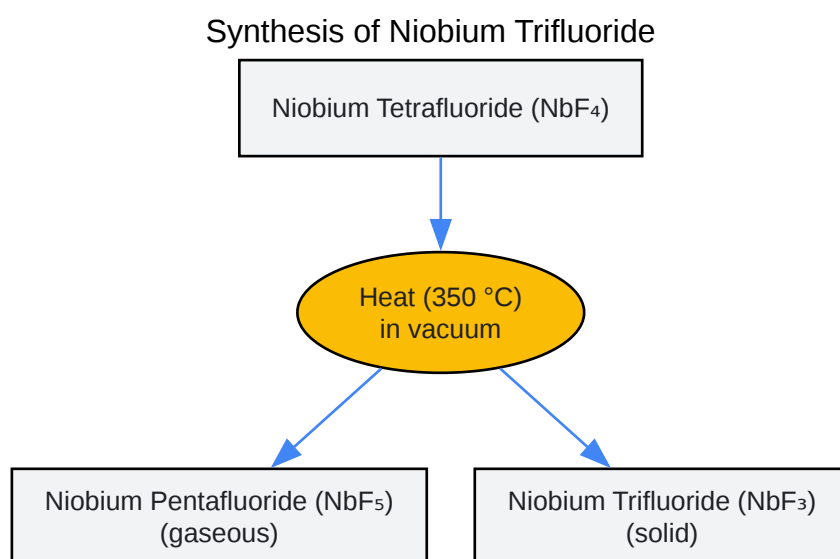 Synthesis of Niobium Trifluoride
Niobium Tetrafluoride (NbF₄)
Heat (350 °C)
in vacuum
Niobium Pentafluoride (NbF₅)
(gaseous)
Niobium Trifluoride (NbF₃)
(solid)